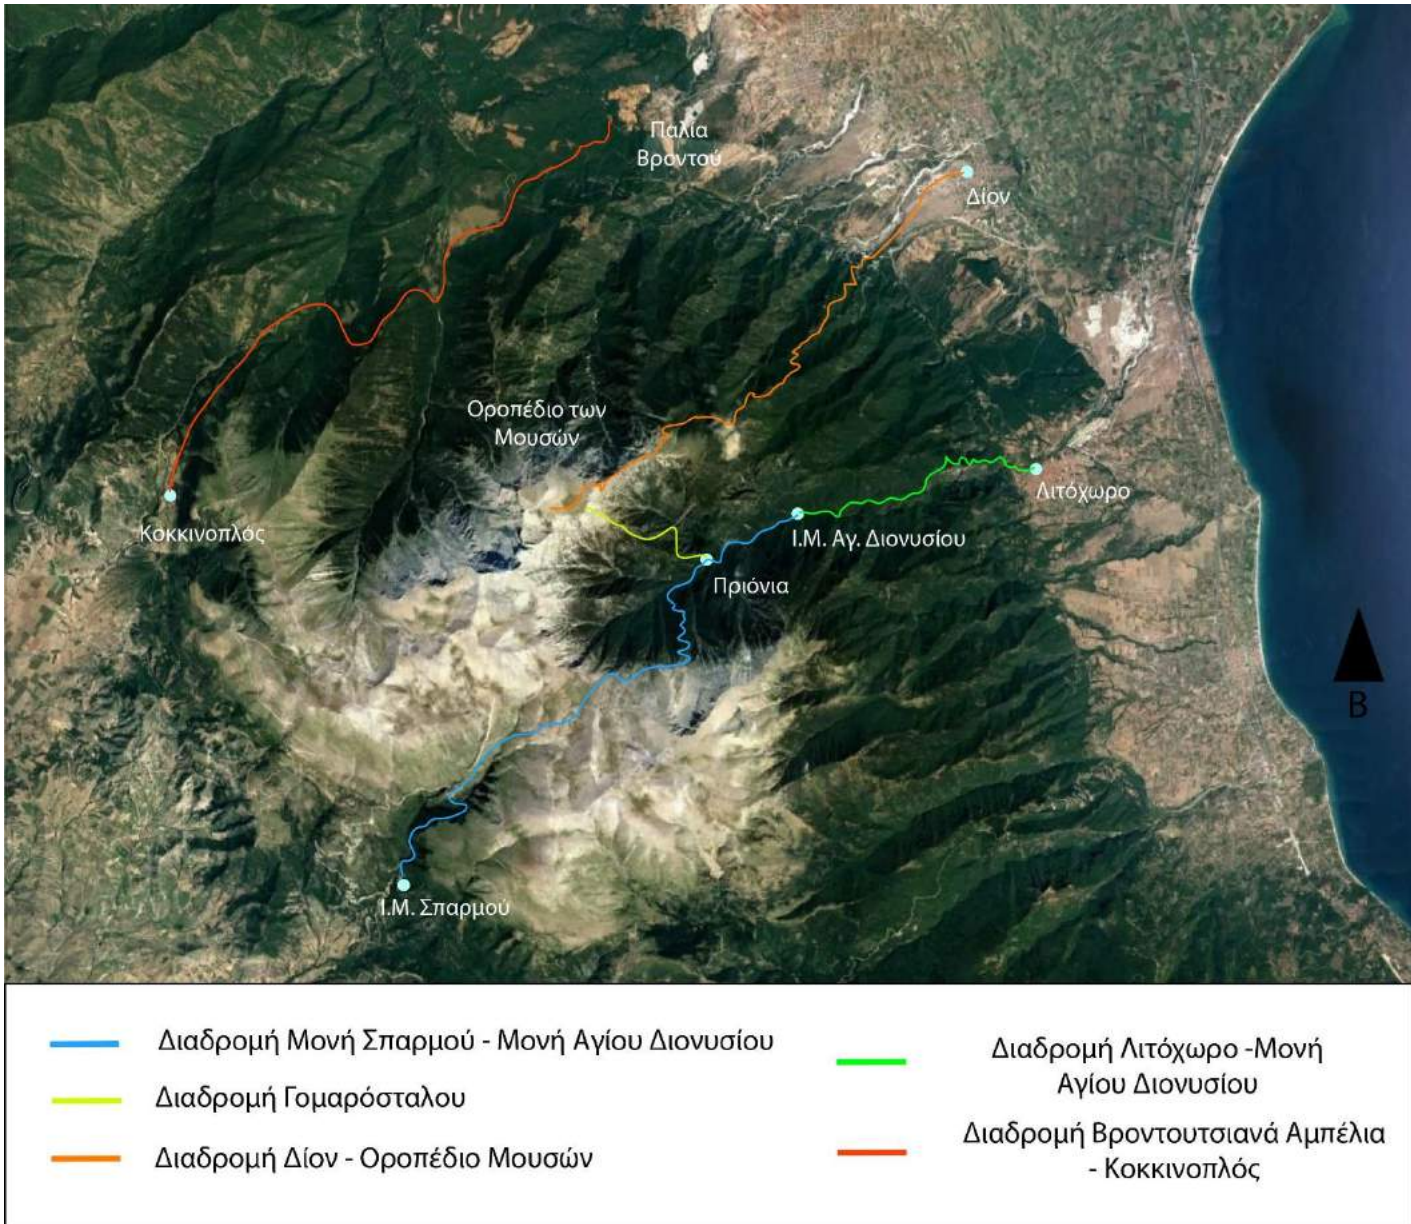 Παλιά
Βροντού
Δίον
Οροπέδιο των
Μουσών
Λιτόχωρο
Κοκκινοπλός
Ι.Μ. Αγ. Διονυσίου
Πριόνια
Β
Ι.Μ. Σπαρμού
Διαδρομή Μονή Σπαρμού - Μονή Αγίου Διονυσίου
Διαδρομή Γομαρόσταλου
Διαδρομή Δίον - Οροπέδιο Μουσών
Διαδρομή Λιτόχωρο -Μονή
Αγίου Διονυσίου
Διαδρομή Βροντουτσιανά Αμπέλια
- Κοκκινοπλός